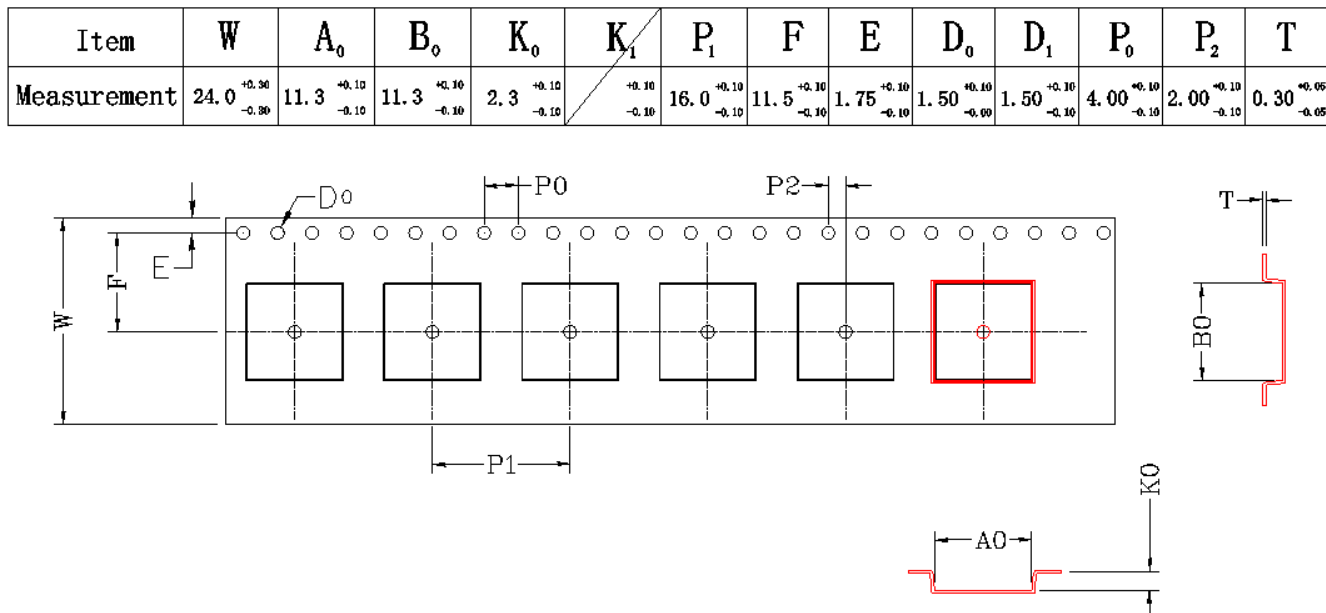 Item W A0 B0 K0 K1 P1 F E D0 D1 P0 P2 T
Measurement 24.0 +0.30 -0.30 11.3 +0.10 -0.10 11.3 +0.10 -0.10 2.3 +0.10 -0.10 +0.10 -0.10 16.0 +0.10 -0.10 11.5 +0.10 -0.10 1.75 +0.10 -0.10 1.50 +0.10 -0.00 1.50 +0.10 -0.10 4.00 +0.10 -0.10 2.00 +0.10 -0.10 0.30 +0.05 -0.05
D0
P0
P2
T
E
F
W
B0
P1
K0
A0